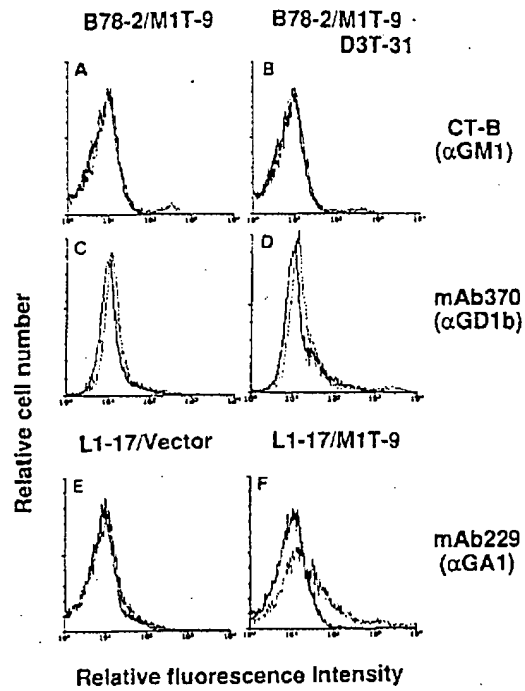 B78-2/M1T-9
B78-2/M1T-9
D3T-31
A
B
CT-B
(αGM1)
C
D
mAb370
(αGD1b)
Relative cell number
L1-17/Vector
L1-17/M1T-9
E
F
mAb229
(αGA1)
Relative fluorescence Intensity